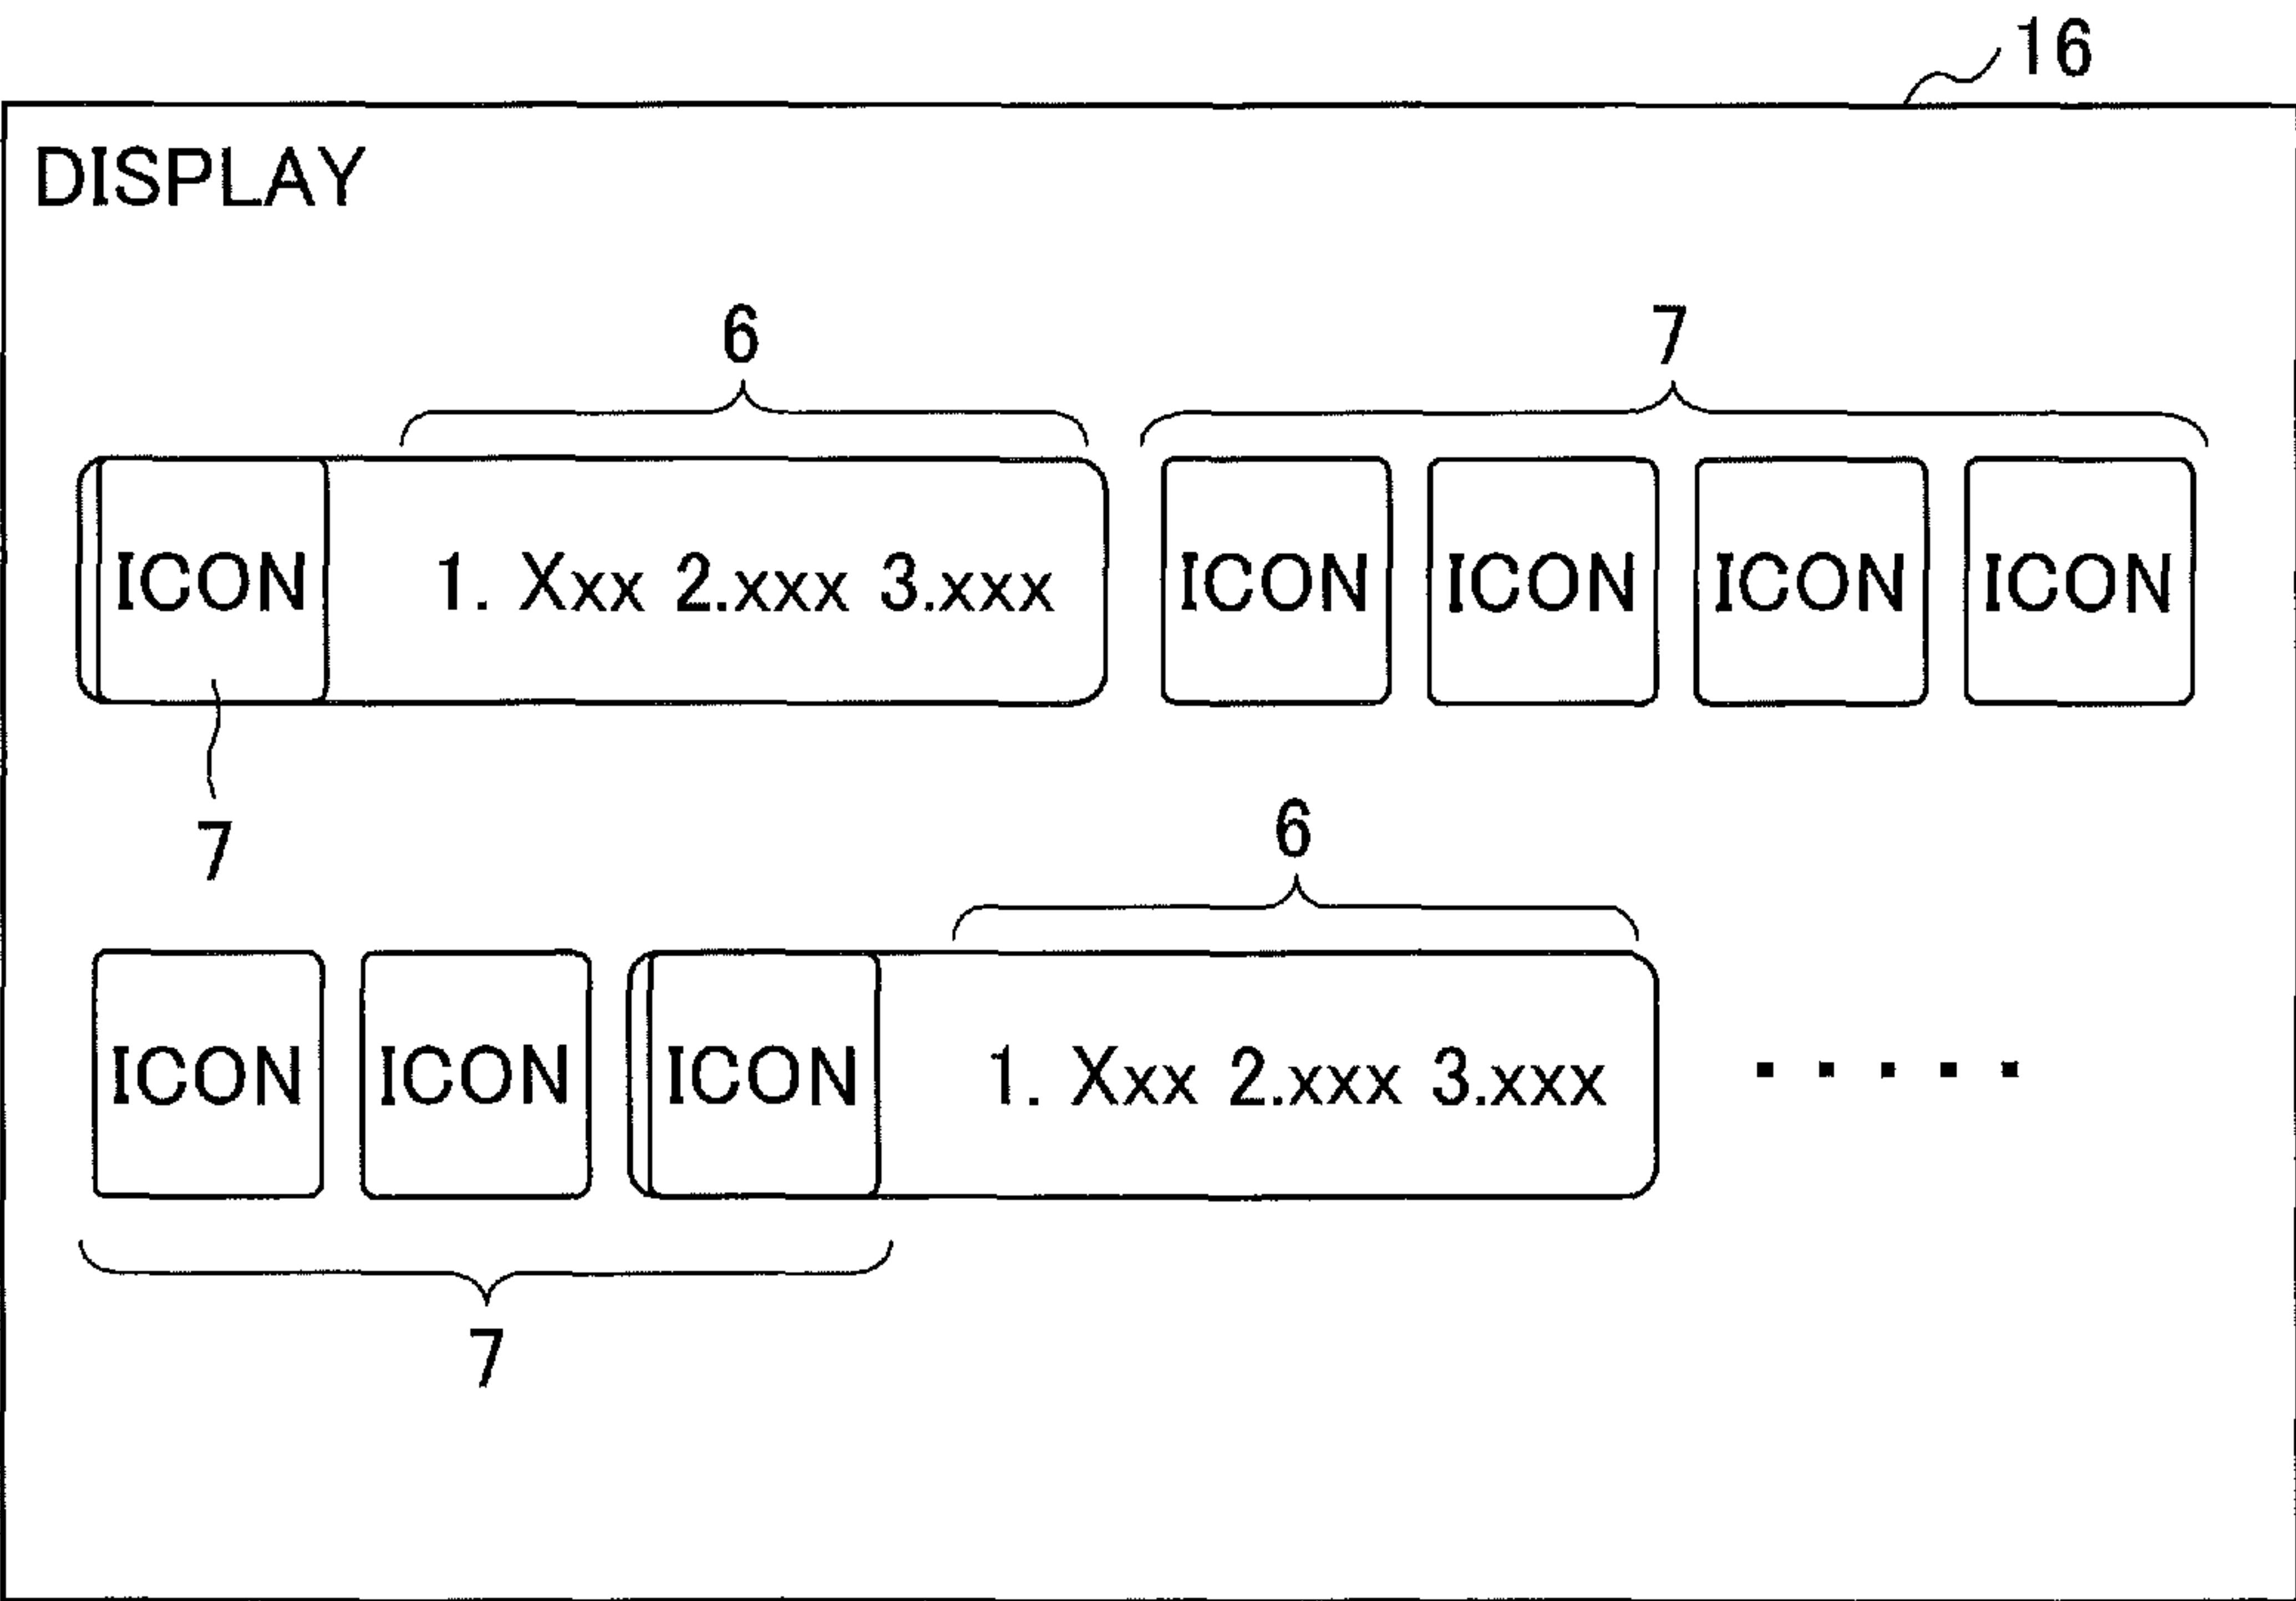 16
DISPLAY
6 7
ICON 1. Xxx 2.xxx 3.xxx ICON ICON ICON ICON
7
6
ICON ICON ICON 1. Xxx 2.xxx 3.xxx .....
7